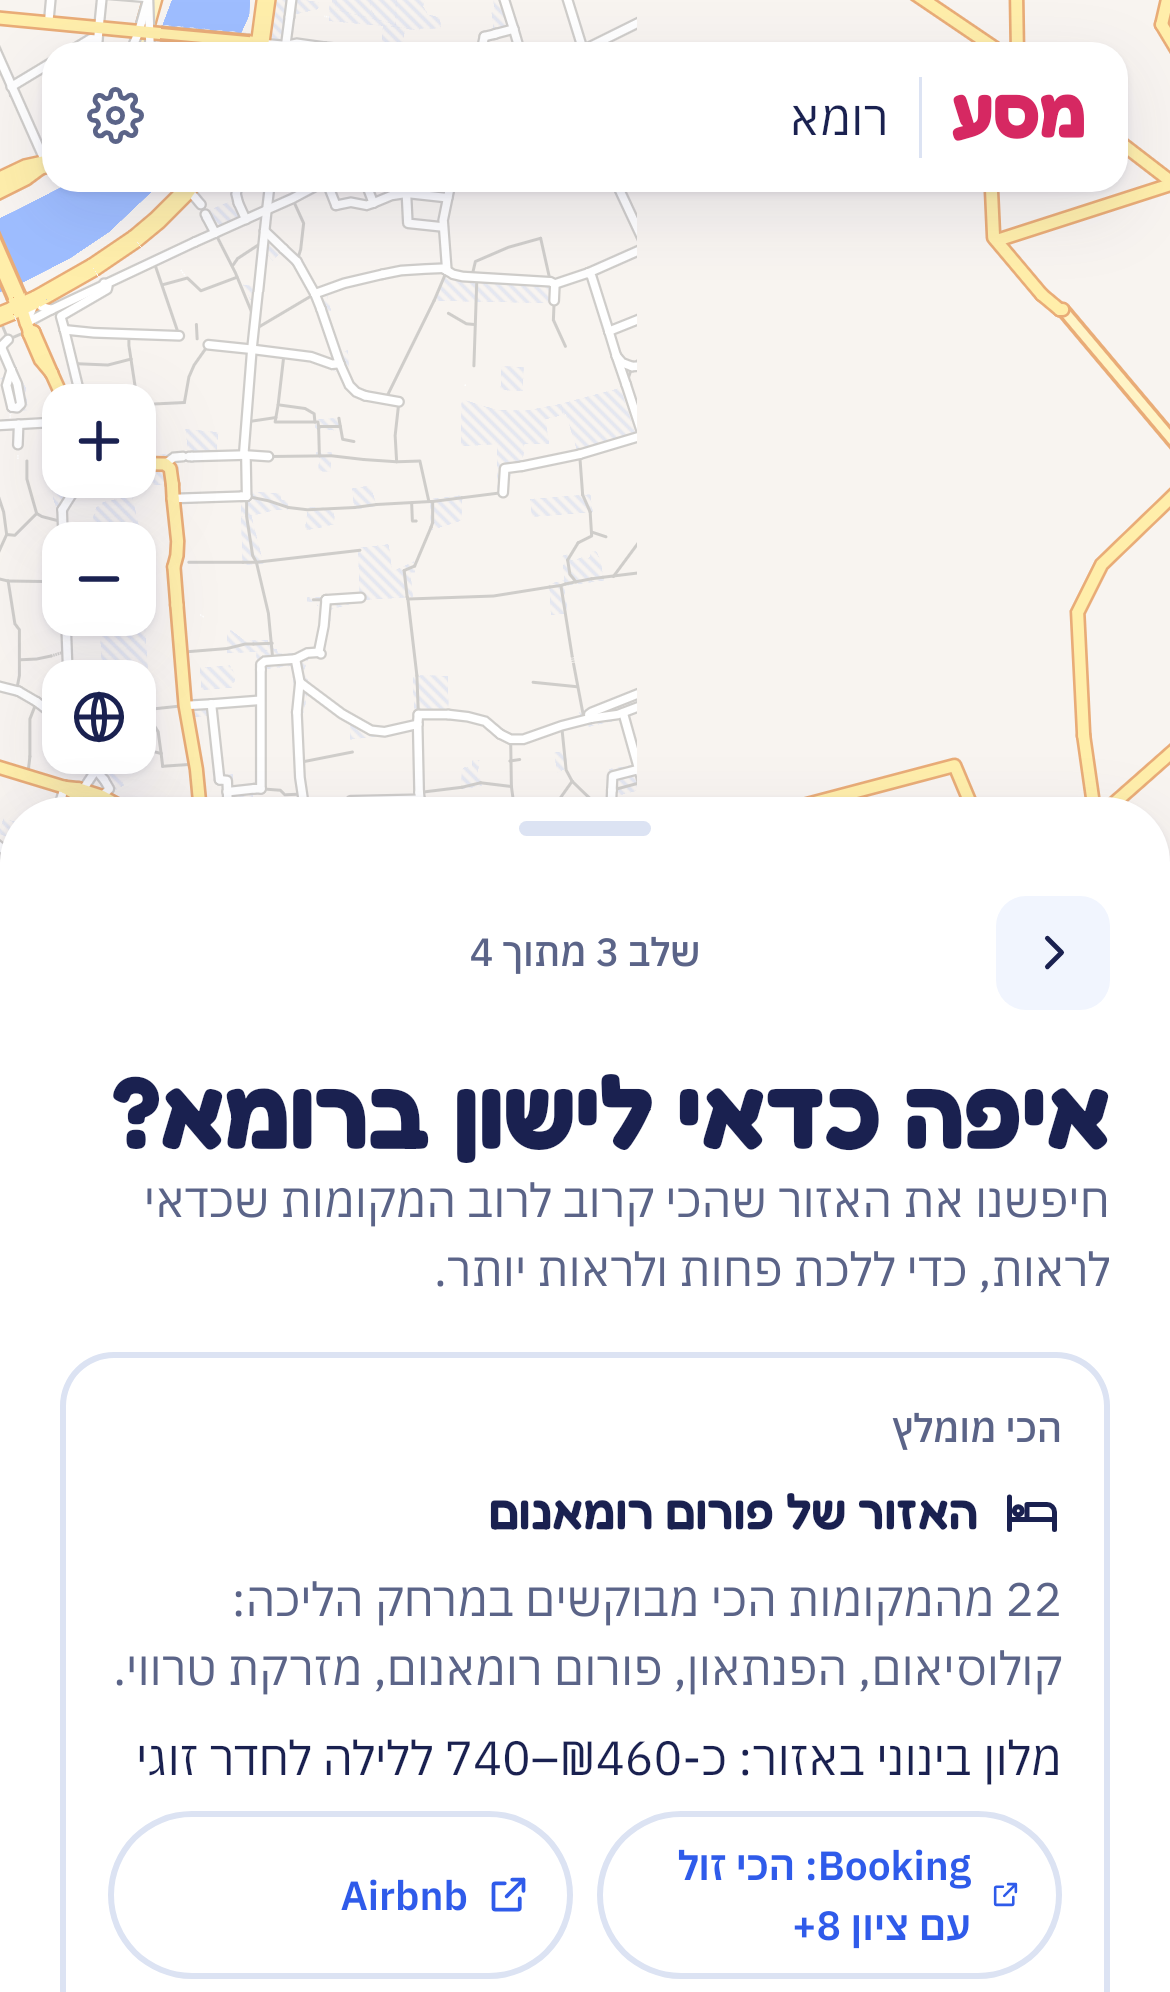 מסע
רומא
שלב 3 מתוך 4
איפה כדאי לישון ברומא?
חיפשנו את האזור שהכי קרוב לרוב המקומות שכדאי
לראות, כדי ללכת פחות ולראות יותר.
הכי מומלץ
האזור של פורום רומאנום
22 מהמקומות הכי מבוקשים במרחק הליכה:
קולוסיאום, הפנתאון, פורום רומאנום, מזרקת טרווי.
מלון בינוני באזור: כ-460₪–740 ללילה לחדר זוגי
Booking: הכי זול
עם ציון 8+
Airbnb